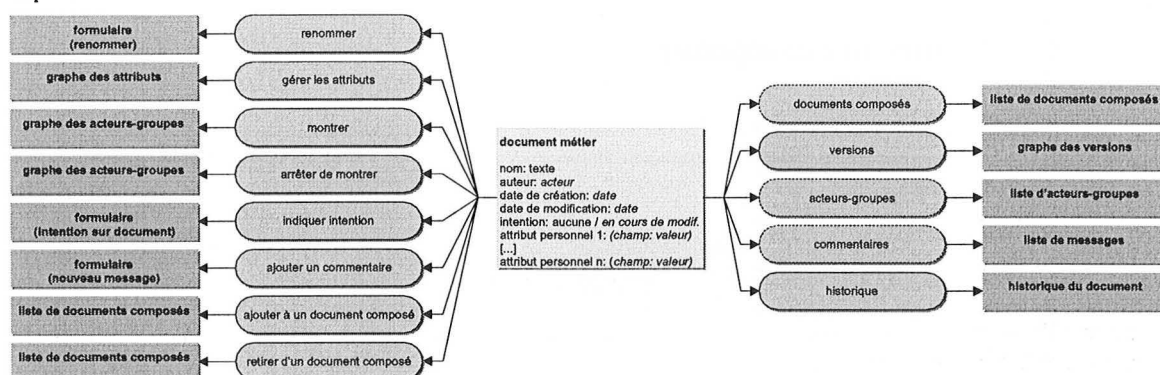 formulaire
(renommer)
renommer
graphe des attributs
gérer les attributs
graphe des acteurs-groupes
montrer
graphe des acteurs-groupes
arrêter de montrer
formulaire
(intention sur document)
indiquer intention
formulaire
(nouveau message)
ajouter un commentaire
liste de documents composés
ajouter à un document composé
liste de documents composés
retirer d'un document composé
document métier
nom: texte
auteur: acteur
date de création: date
date de modification: date
intention: aucune / en cours de modif.
attribut personnel 1: (champ: valeur)
[...]
attribut personnel n: (champ: valeur)
documents composés
liste de documents composés
versions
graphe des versions
acteurs-groupes
liste d'acteurs-groupes
commentaires
liste de messages
historique
historique du document